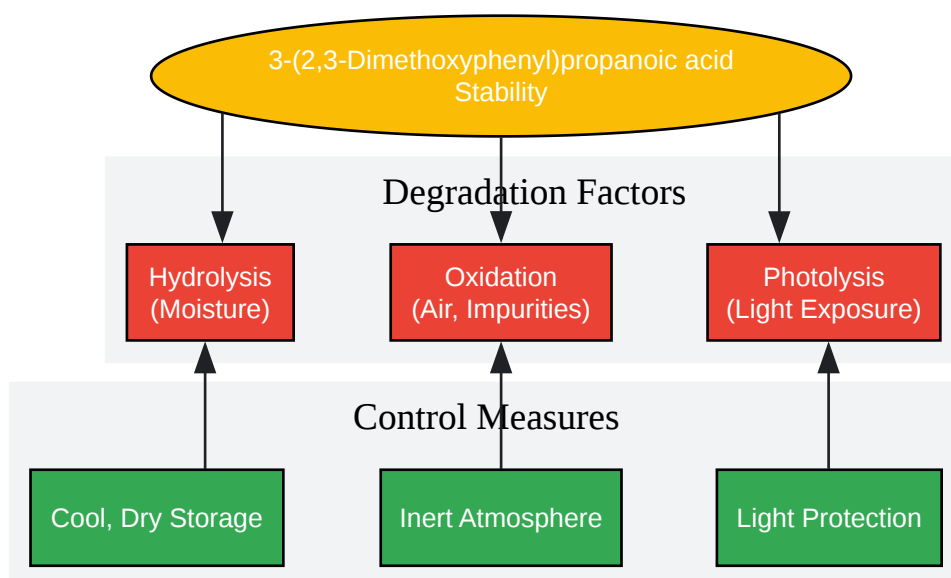 3-(2,3-Dimethoxyphenyl)propanoic acid
Stability
Degradation Factors
Hydrolysis
(Moisture)
Oxidation
(Air, Impurities)
Photolysis
(Light Exposure)
Control Measures
Cool, Dry Storage
Inert Atmosphere
Light Protection